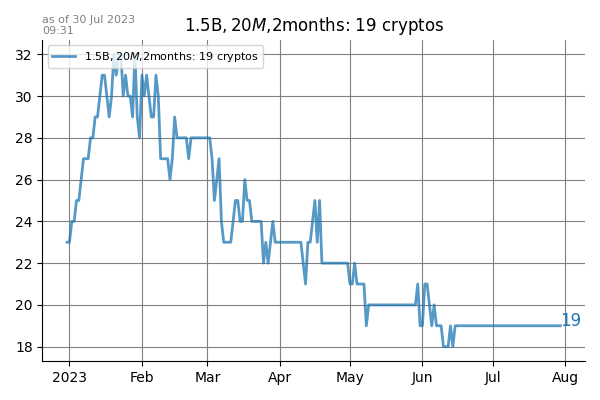 as of 30 Jul 2023
09:31
1.5B, 20M,2months: 19 cryptos
1.5B, 20M,2months: 19 cryptos
32
30
28
26
24
22
20
18
19
2023 Feb Mar Apr May Jun Jul Aug